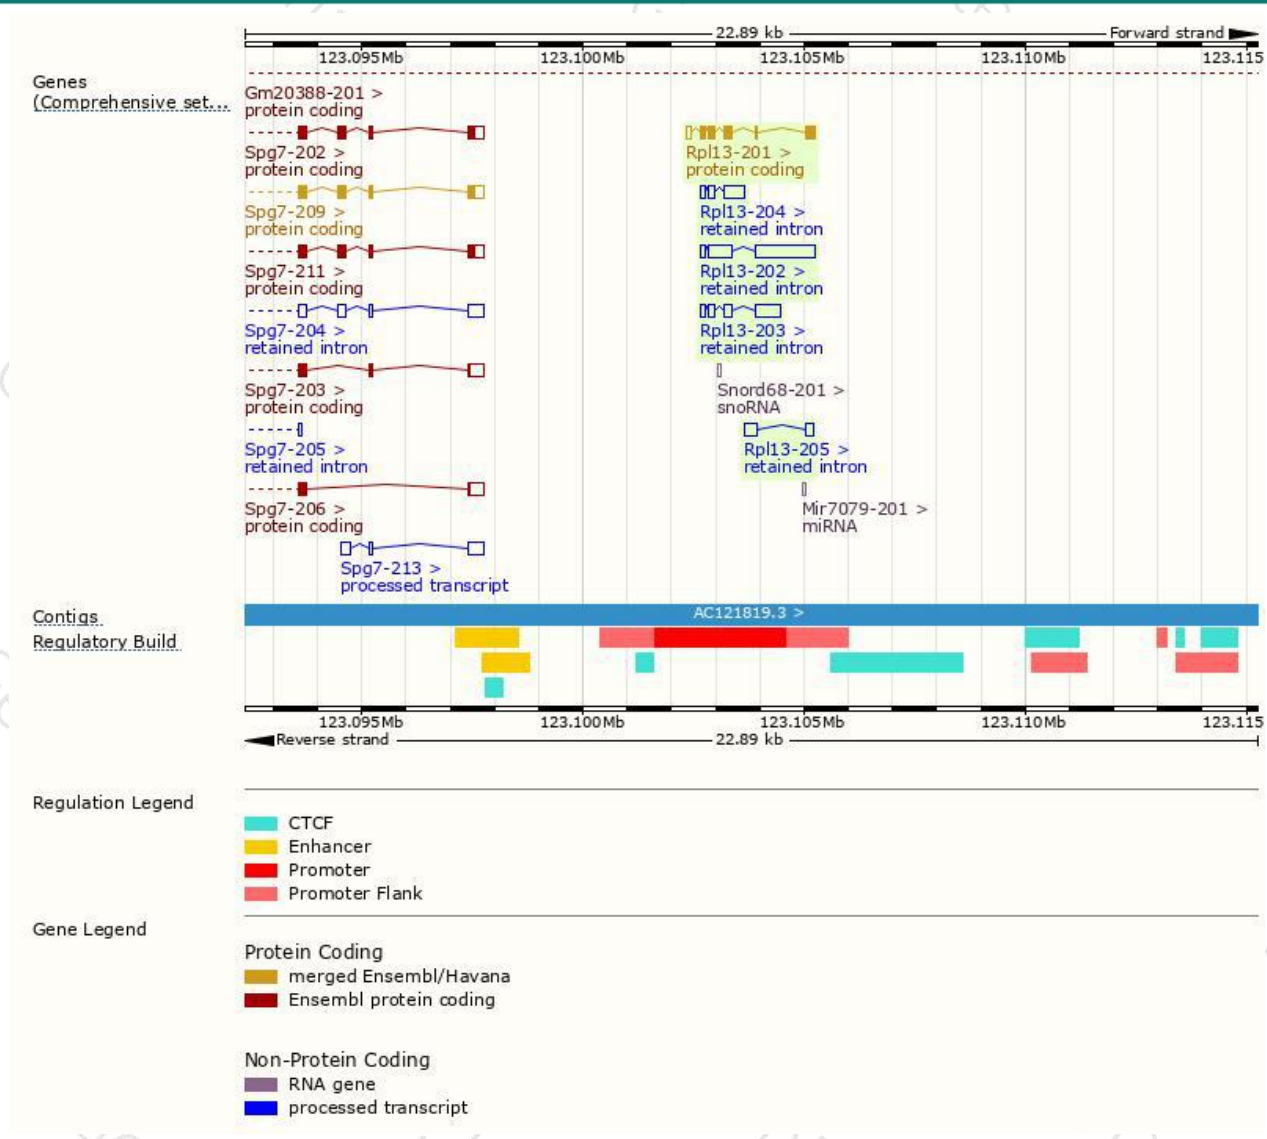 22.89 kb
Forward strand
123.095Mb 123.100Mb 123.105Mb 123.110Mb 123.115
Genes
(Comprehensive set...
Gm20388-201 >
protein coding
Spg7-202 >
protein coding
Spg7-209 >
protein coding
Spg7-211 >
protein coding
Spg7-204 >
retained intron
Spg7-203 >
protein coding
Spg7-205 >
retained intron
Spg7-206 >
protein coding
Spg7-213 >
processed transcript
Rpl13-201 >
protein coding
Rpl13-204 >
retained intron
Rpl13-202 >
retained intron
Rpl13-203 >
retained intron
Snord68-201 >
snoRNA
Rpl13-205 >
retained intron
Mir7079-201 >
miRNA
Contigs
AC121819.3 >
Regulatory Build
123.095Mb 123.100Mb 123.105Mb 123.110Mb 123.115
Reverse strand
22.89 kb
Regulation Legend
CTCF
Enhancer
Promoter
Promoter Flank
Gene Legend
Protein Coding
merged Ensembl/Havana
Ensembl protein coding
Non-Protein Coding
RNA gene
processed transcript